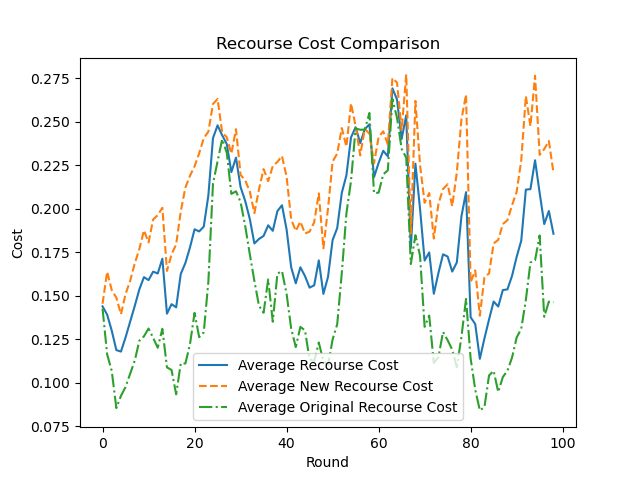 Recourse Cost Comparison
Cost
0.275
0.250
0.225
0.200
0.175
0.150
0.125
0.100
0.075
Average Recourse Cost
Average New Recourse Cost
Average Original Recourse Cost
0 20 40 60 80 100
Round